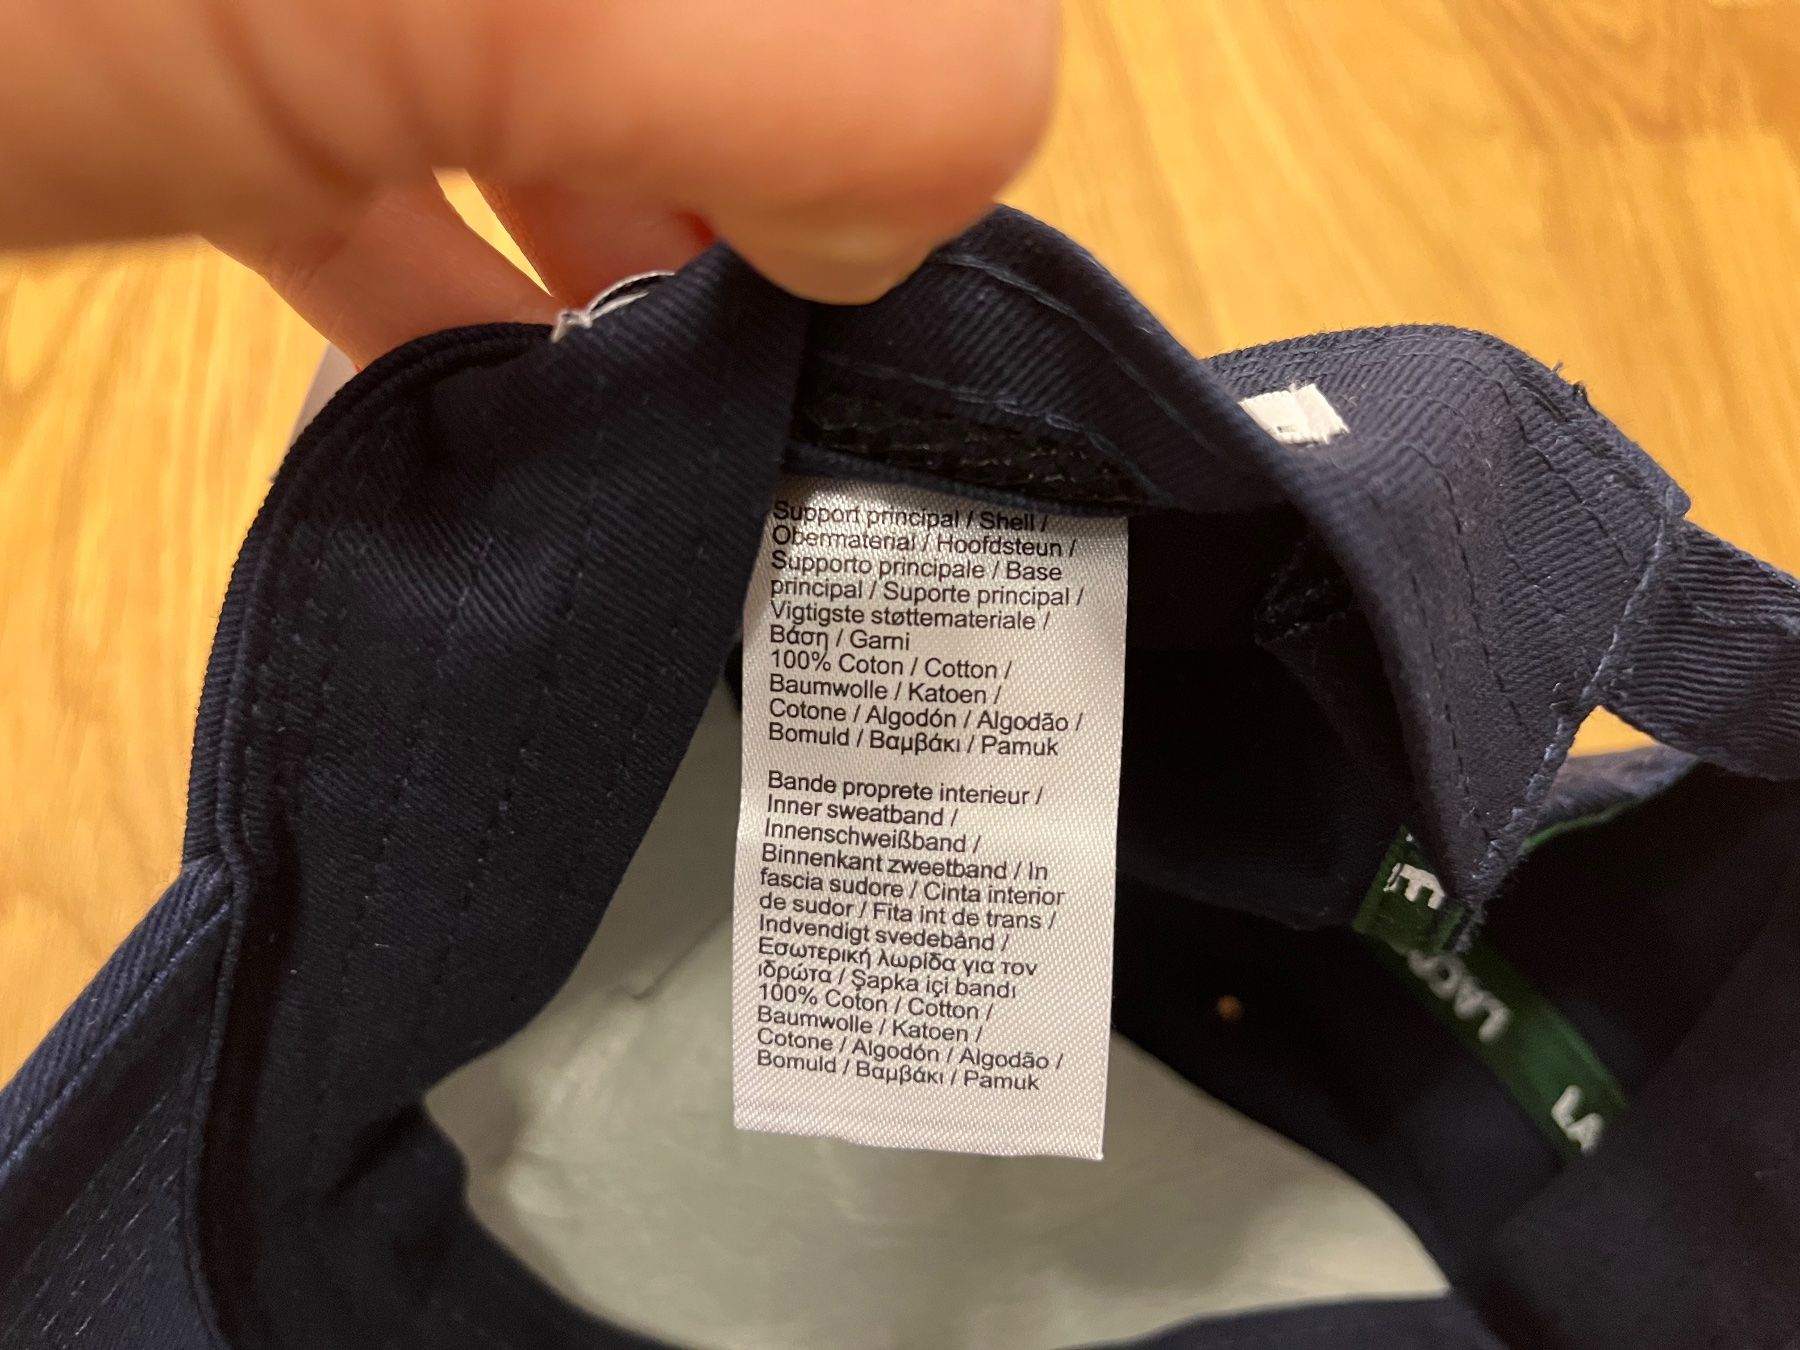 Support principal / Shell /
Obermaterial / Hoofdsteun /
Supporto principale / Base
principal / Suporte principal /
Vigtigste støttemateriale /
Βάση / Garni
100% Coton / Cotton /
Baumwolle / Katoen /
Cotone / Algodón / Algodão /
Bomuld / Βαμβάκι / Pamuk
Bande proprete interieur /
Inner sweatband /
Innenschweißband /
Binnenkant zweetband / In
fascia sudore / Cinta interior
de sudor / Fita int de trans /
Indvendigt svedebånd /
Εσωτερική λωρίδα για τον
ιδρώτα / Şapka içi bandı
100% Coton / Cotton /
Baumwolle / Katoen /
Cotone / Algodón / Algodão /
Bomuld / Βαμβάκι / Pamuk